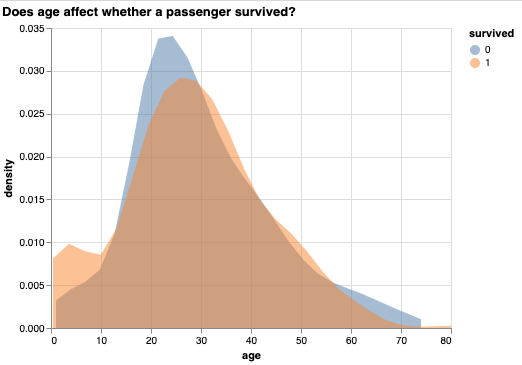 Does age affect whether a passenger survived?
survived
0
1
density
0.035
0.030
0.025
0.020
0.015
0.010
0.005
0.000
0 10 20 30 40 50 60 70 80
age